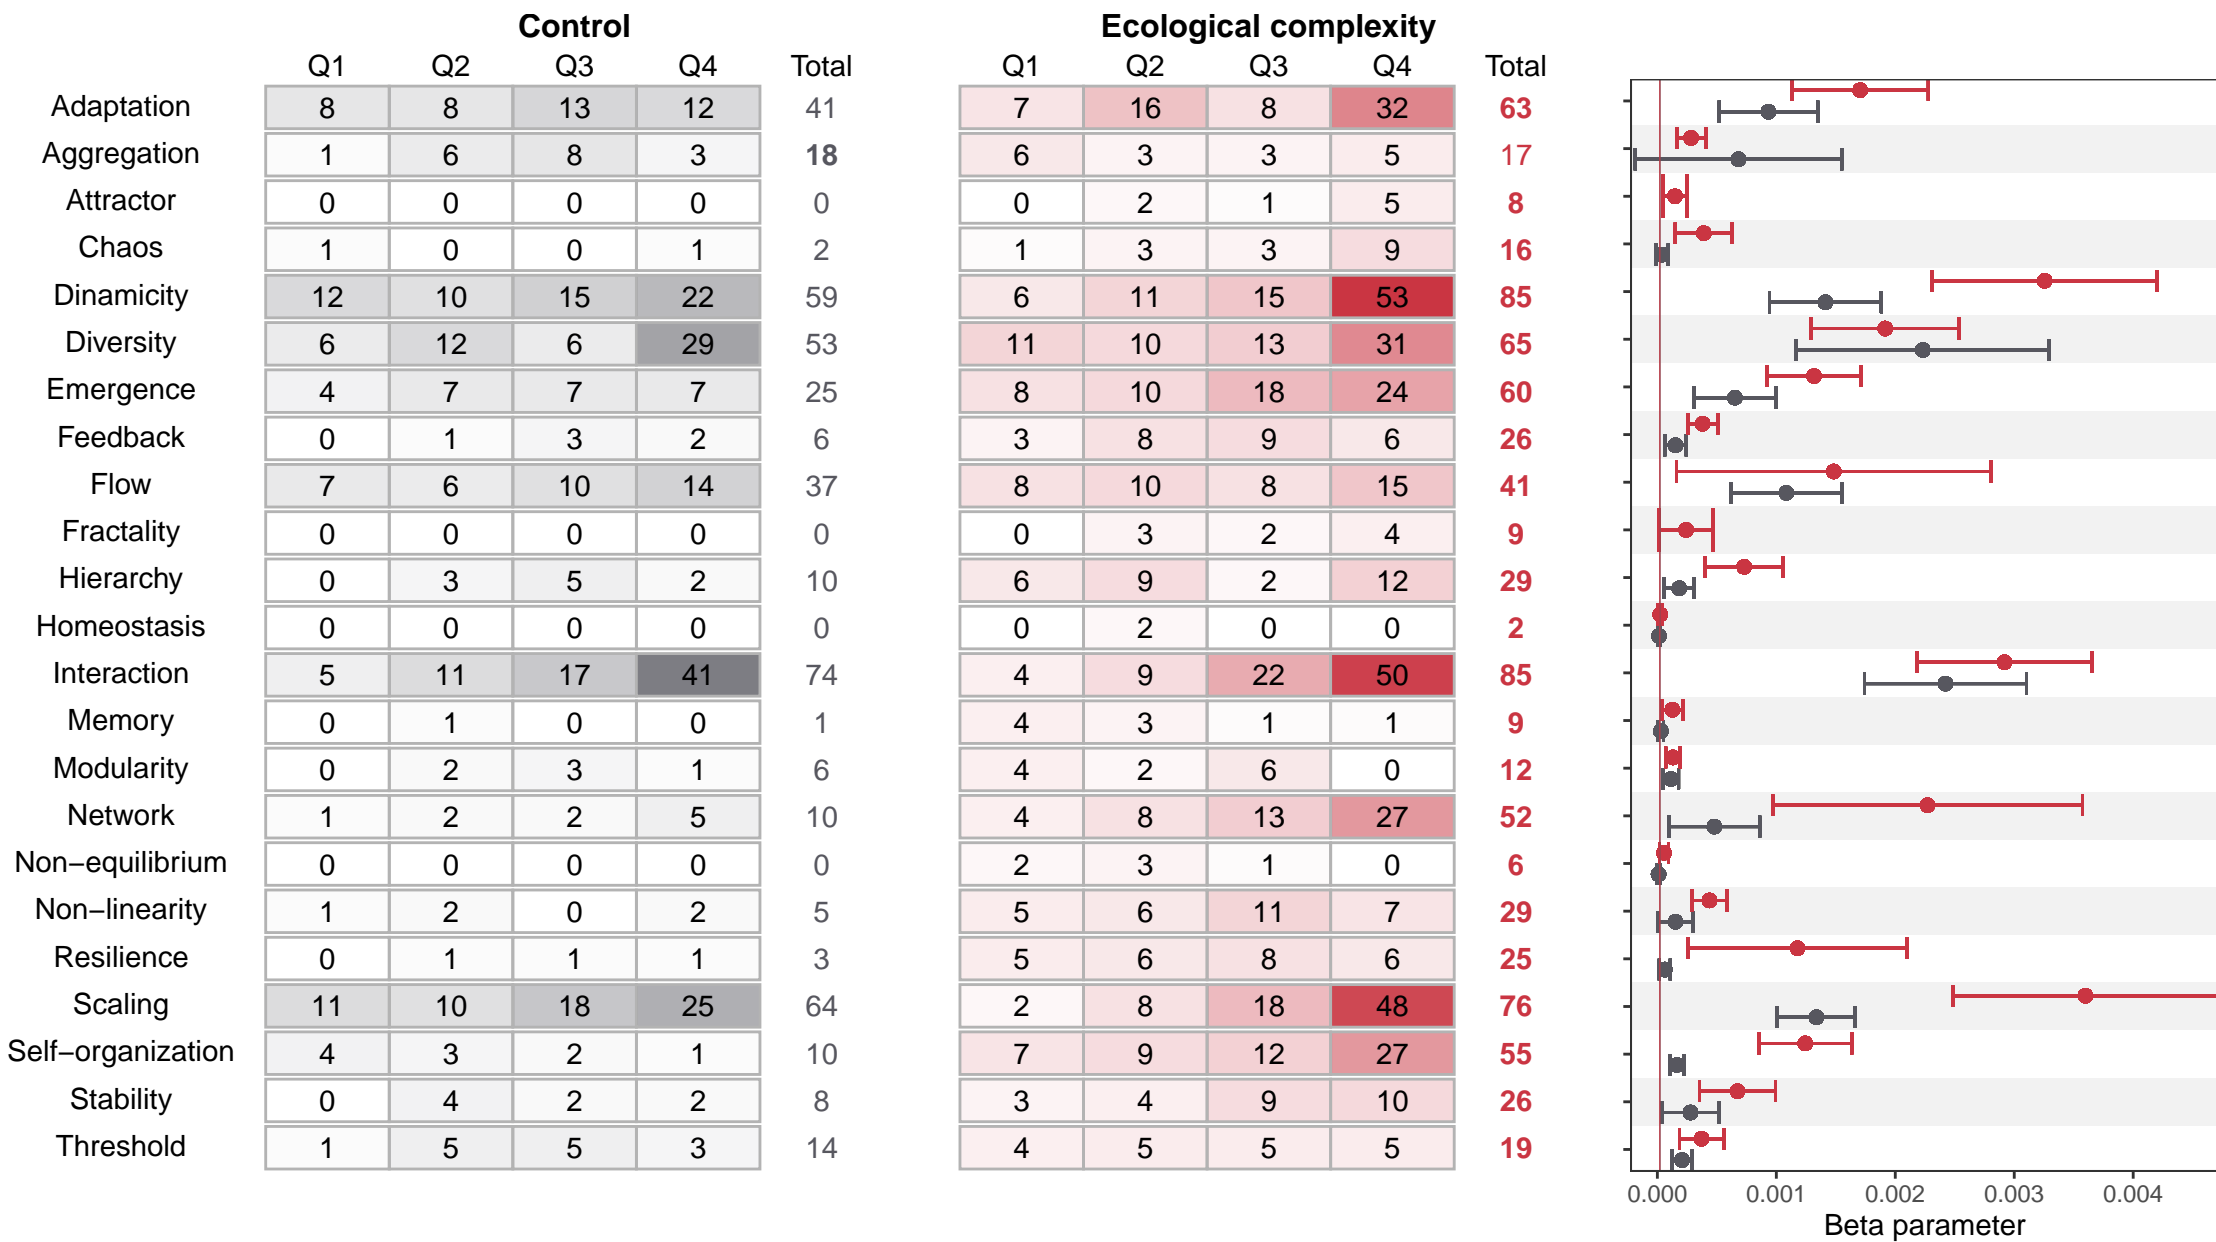 Control Ecological complexity
Q1 Q2 Q3 Q4 Total Q1 Q2 Q3 Q4 Total
Adaptation 8 8 13 12 41 7 16 8 32 63
Aggregation 1 6 8 3 18 6 3 3 5 17
Attractor 0 0 0 0 0 0 2 1 5 8
Chaos 1 0 0 1 2 1 3 3 9 16
Dinamicity 12 10 15 22 59 6 11 15 53 85
Diversity 6 12 6 29 53 11 10 13 31 65
Emergence 4 7 7 7 25 8 10 18 24 60
Feedback 0 1 3 2 6 3 8 9 6 26
Flow 7 6 10 14 37 8 10 8 15 41
Fractality 0 0 0 0 0 0 3 2 4 9
Hierarchy 0 3 5 2 10 6 9 2 12 29
Homeostasis 0 0 0 0 0 0 2 0 0 2
Interaction 5 11 17 41 74 4 9 22 50 85
Memory 0 1 0 0 1 4 3 1 1 9
Modularity 0 2 3 1 6 4 2 6 0 12
Network 1 2 2 5 10 4 8 13 27 52
Non−equilibrium 0 0 0 0 0 2 3 1 0 6
Non−linearity 1 2 0 2 5 5 6 11 7 29
Resilience 0 1 1 1 3 5 6 8 6 25
Scaling 11 10 18 25 64 2 8 18 48 76
Self−organization 4 3 2 1 10 7 9 12 27 55
Stability 0 4 2 2 8 3 4 9 10 26
Threshold 1 5 5 3 14 4 5 5 5 19
0.000 0.001 0.002 0.003 0.004
Beta parameter